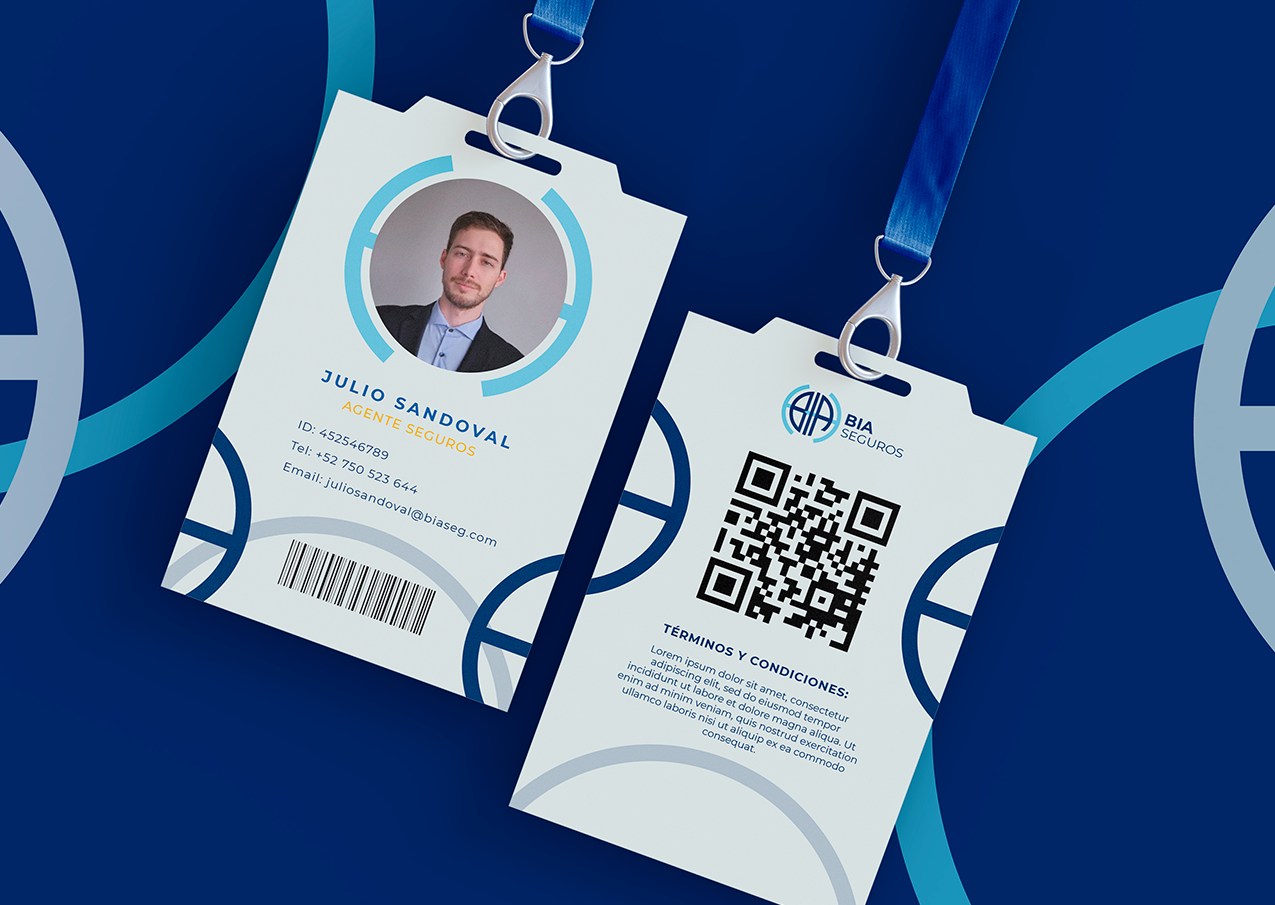 JULIO SANDOVAL
AGENTE SEGUROS
ID: 452546789
Tel: +52 750 523 644
Email: juliosandoval@biaseg.com
BIA
BIA
SEGUROS
TÉRMINOS Y CONDICIONES:
Lorem ipsum dolor sit amet, consectetur
adipiscing elit, sed do eiusmod tempor
incididunt ut labore et dolore magna aliqua. Ut
enim ad minim veniam, quis nostrud exercitation
ullamco laboris nisi ut aliquip ex ea commodo
consequat.